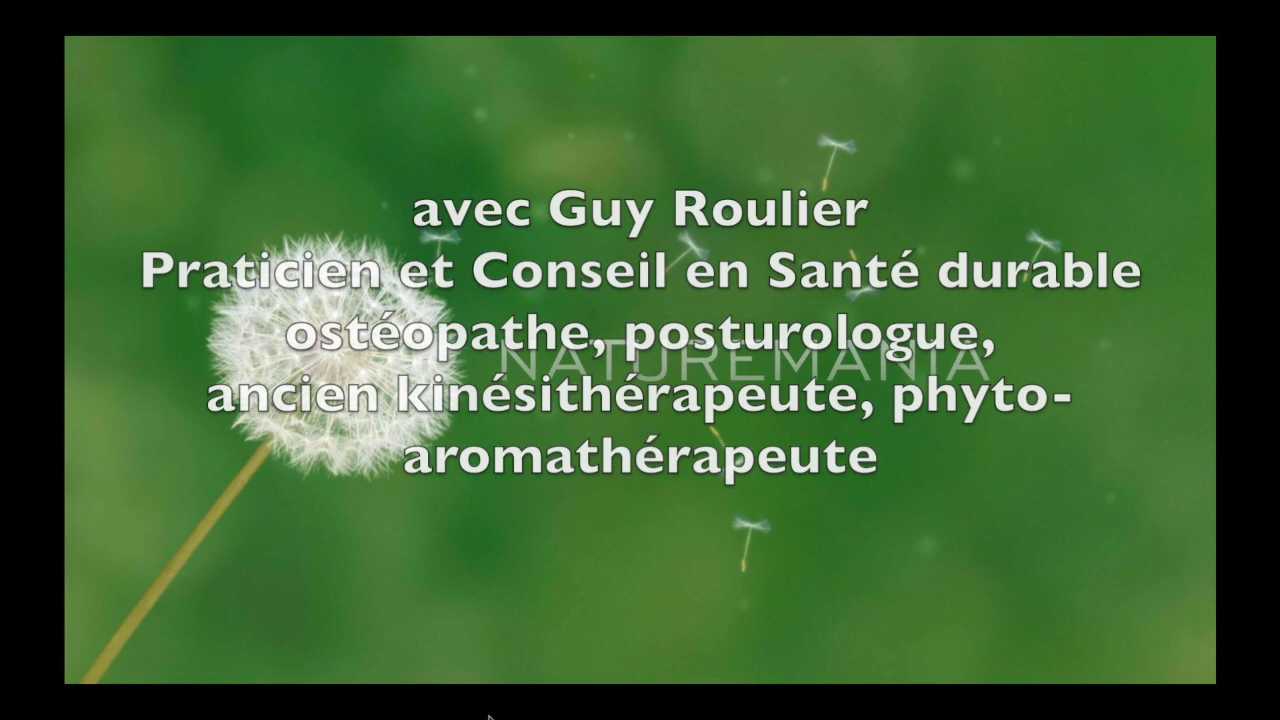 avec Guy Roulier
Praticien et Conseil en Santé durable
ostéopathe, posturologue,
NATUREMANIA
ancien kinésithérapeute, phyto-
aromathérapeute